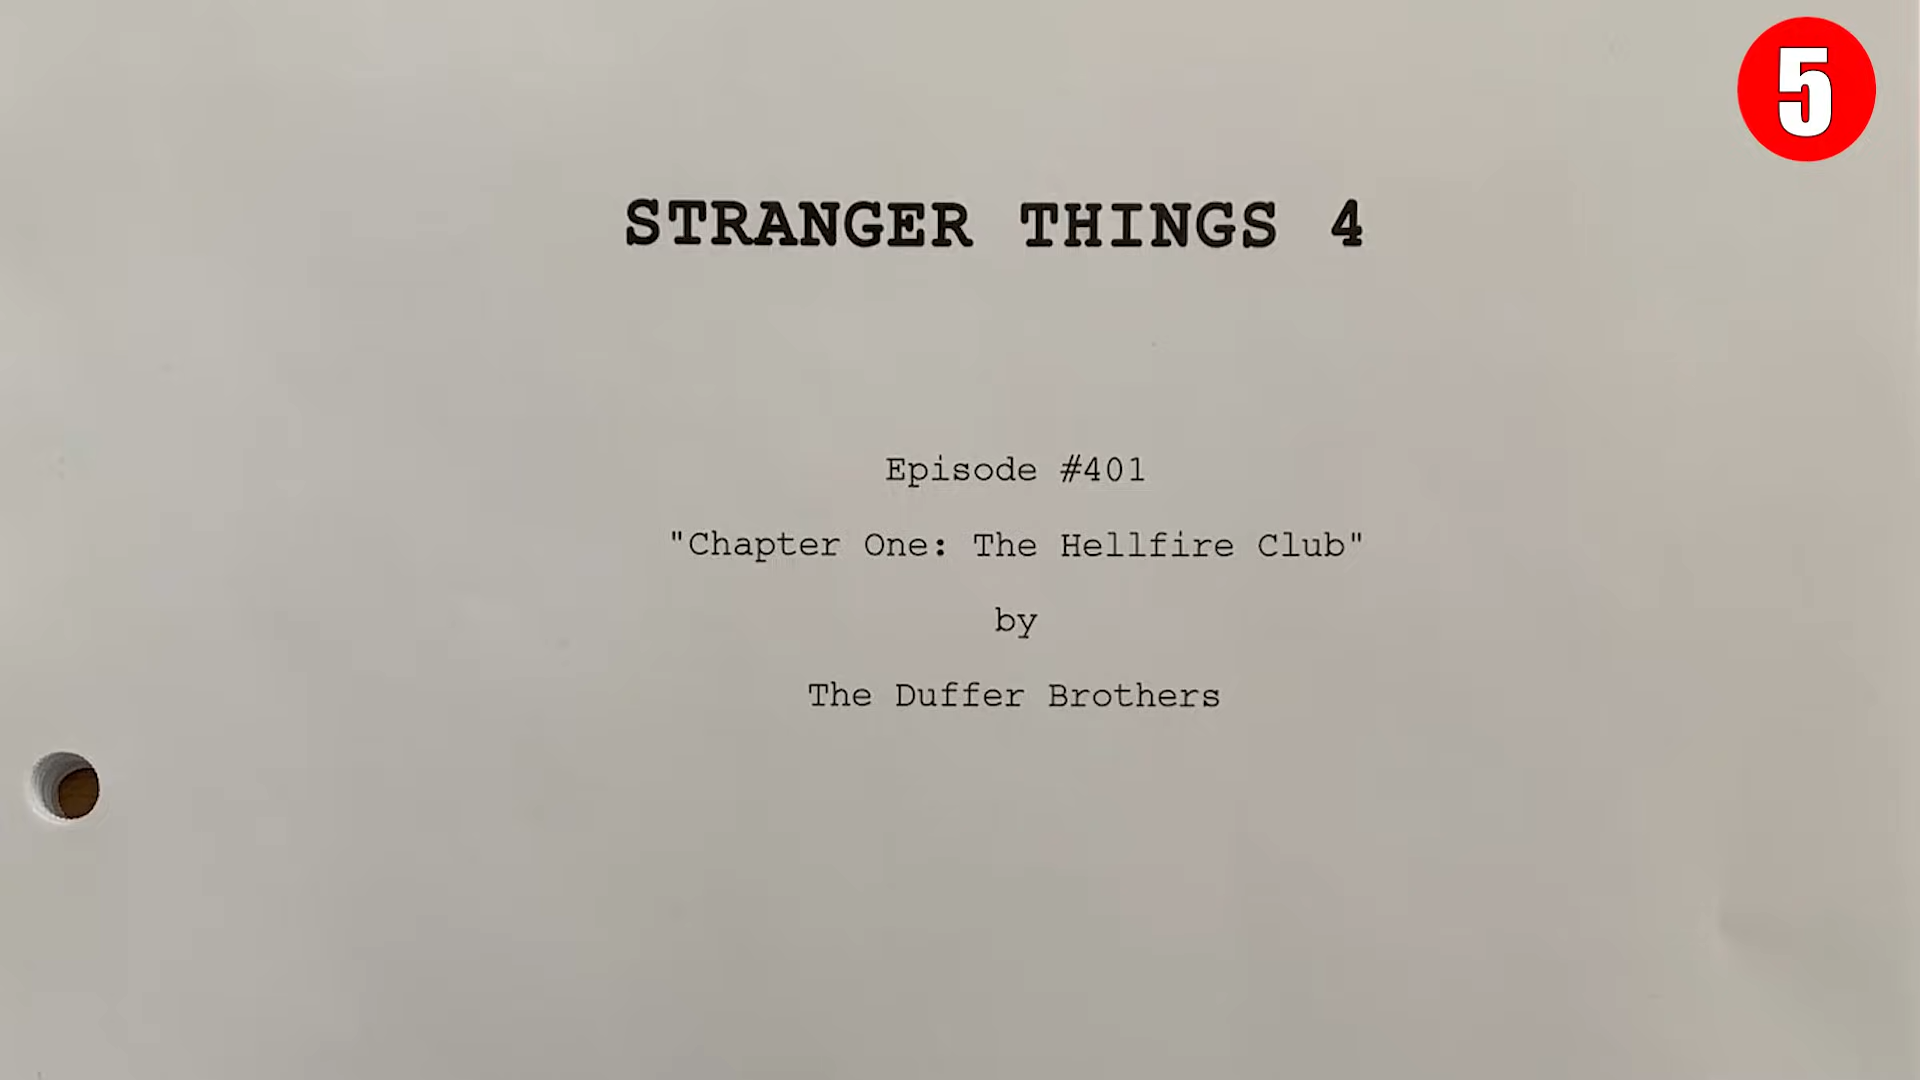 5
STRANGER THINGS 4
Episode #401
"Chapter One: The Hellfire Club"
by
The Duffer Brothers